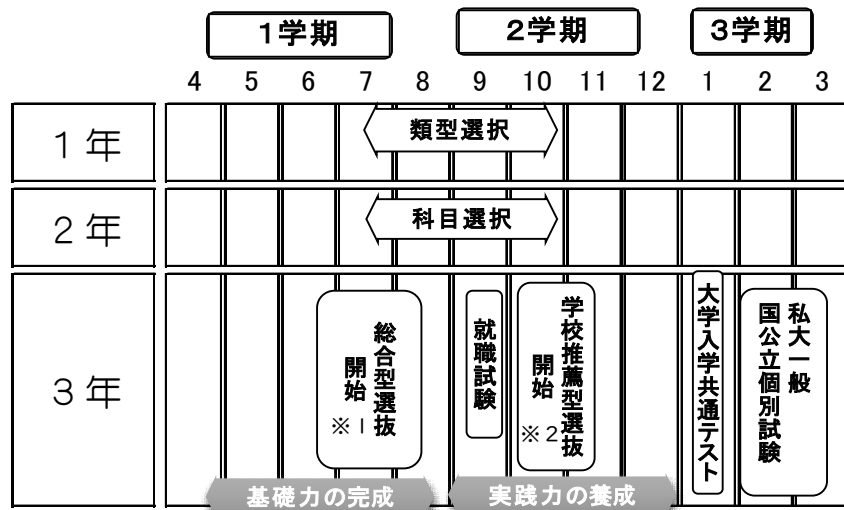 1学期 2学期 3学期
4 5 6 7 8 9 10 11 12 1 2 3
1年
類型選択
2年
科目選択
3年
総合型選抜
開始
※1
就職試験
学校推薦型選抜
開始
※2
大学入学共通テスト
私大一般
国公立個別試験
基礎力の完成
実践力の養成